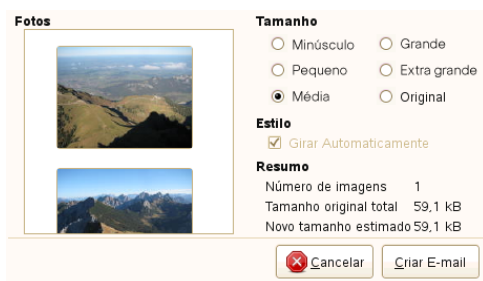 Fotos
Tamanho
Minúsculo
Grande
Pequeno
Extra grande
Média
Original
Estilo
Girar Automaticamente
Resumo
Número de imagens 1
Tamanho original total 59,1 kB
Novo tamanho estimado 59,1 kB
Cancelar
Criar E-mail